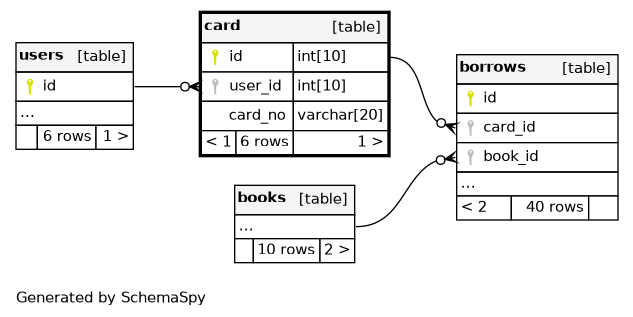 users [table]
id
...
6 rows 1 >
card [table]
id int[10]
user_id int[10]
card_no varchar[20]
< 1 6 rows 1 >
borrows [table]
id
card_id
book_id
...
< 2 40 rows
books [table]
...
10 rows 2 >
Generated by SchemaSpy